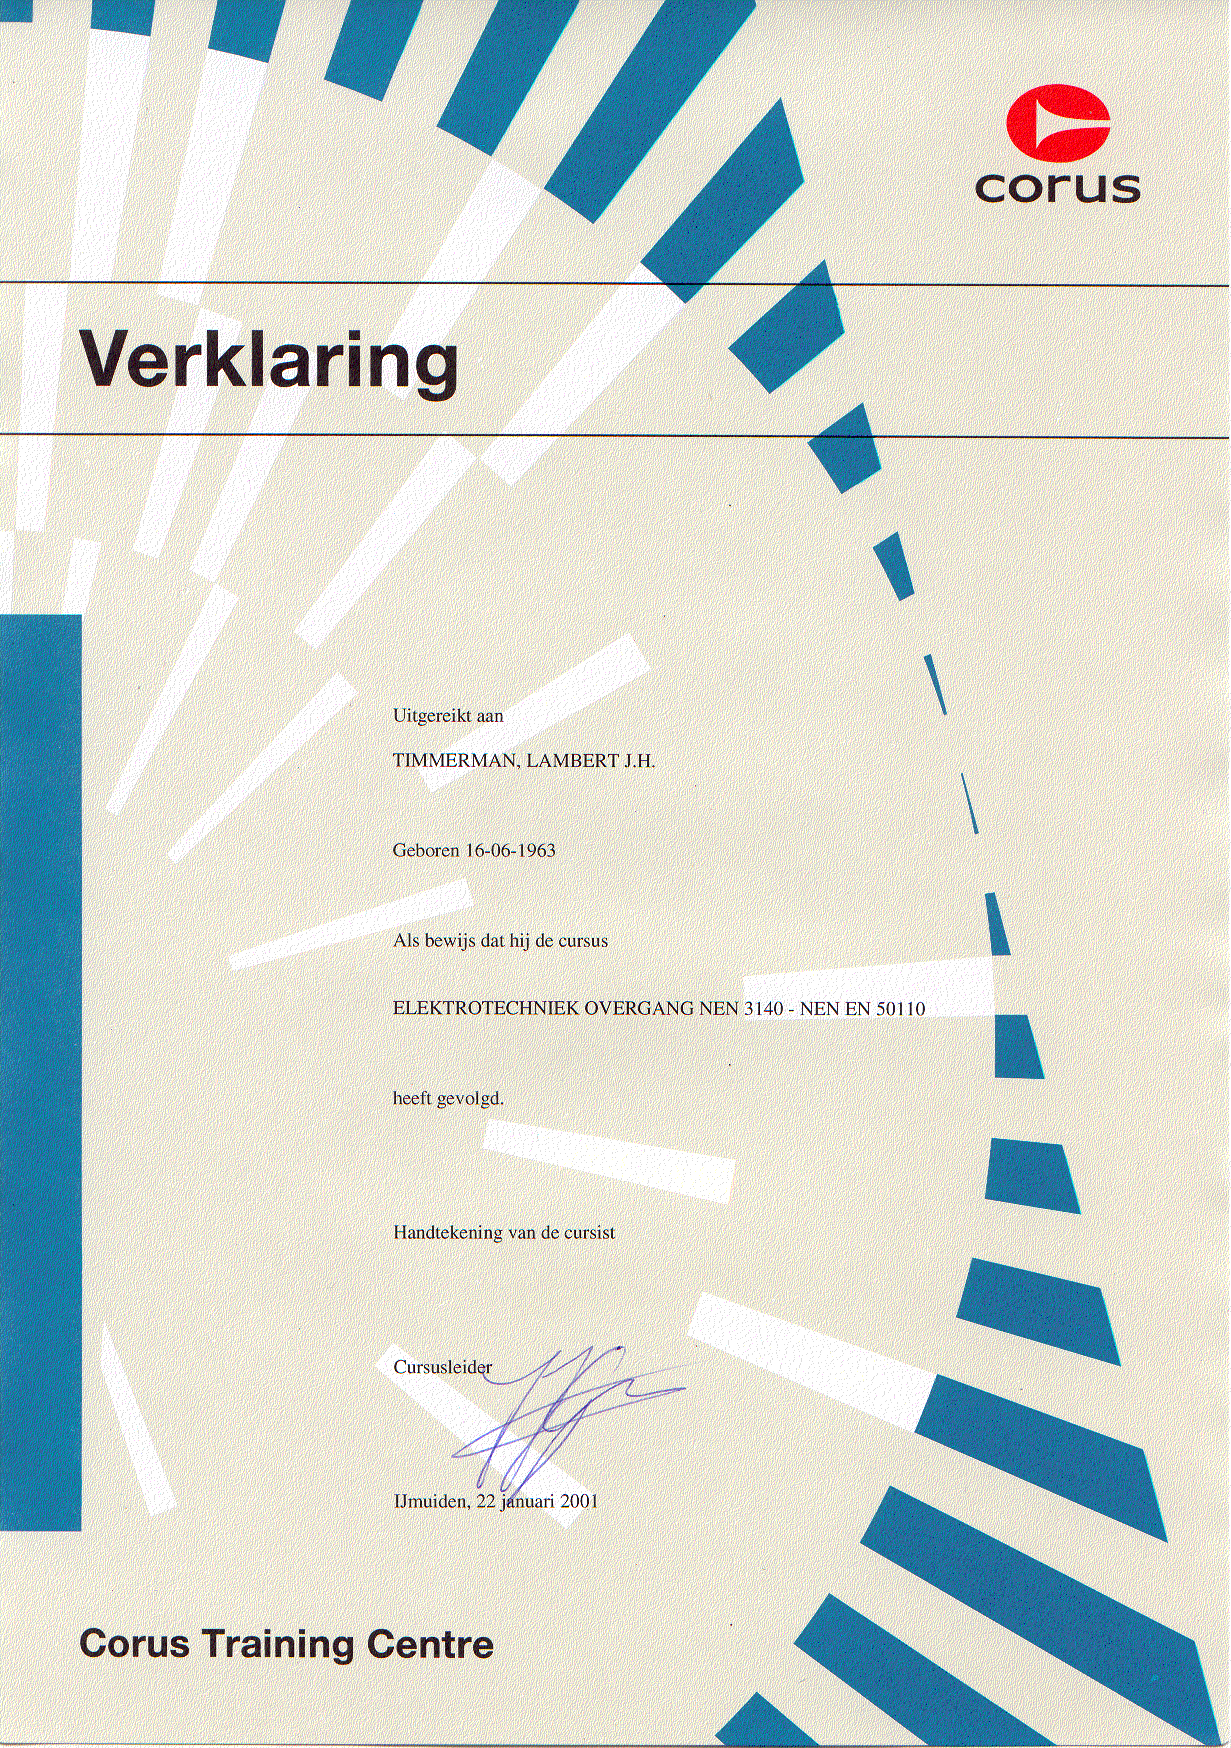 corus
Verklaring
Uitgereikt aan
TIMMERMAN, LAMBERT J.H.
Geboren 16-06-1963
Als bewijs dat hij de cursus
ELEKTROTECHNIEK OVERGANG NEN 3140 - NEN EN 50110
heeft gevolgd.
Handtekening van de cursist
Cursusleider
IJmuiden, 22 januari 2001
Corus Training Centre